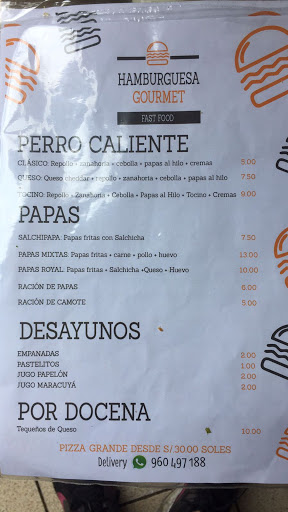 HAMBURGUESA
GOURMET
FAST FOOD
PERRO CALIENTE
CLÁSICO: Repollo + zanahoria + cebolla + papas al hilo + cremas 5.00
QUESO: Queso cheddar + repollo + zanahoria + cebolla + papas al hilo 7.50
TOCINO: Repollo + Zanahoria + Cebolla + Papas al Hilo + Tocino + Cremas 9.00
PAPAS
SALCHIPAPA: Papas fritas con Salchicha 7.50
PAPAS MIXTAS: Papas fritas + carne + pollo + huevo 13.00
PAPAS ROYAL: Papas fritas + Salchicha +Queso + Huevo 10.00
RACIÓN DE PAPAS 6.00
RACIÓN DE CAMOTE 5.00
DESAYUNOS
EMPANADAS 2.00
PASTELITOS 1.00
JUGO PAPELÓN 2.00
JUGO MARACUYÁ 2.00
POR DOCENA
Tequeños de Queso 10.00
PIZZA GRANDE DESDE S/ 30.00 SOLES
Delivery 960 497 188